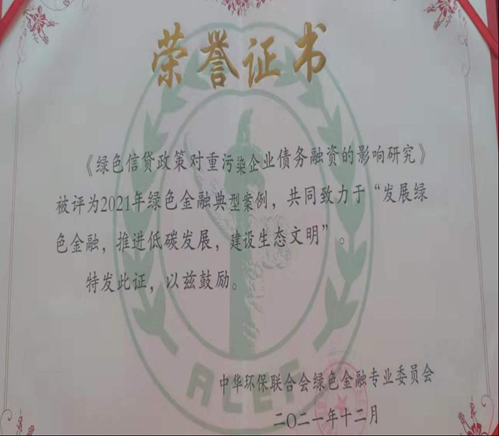 荣誉证书
《绿色信贷政策对重污染企业债务融资的影响研究》
被评为2021年绿色金融典型案例，共同致力于“发展绿
色金融，推进低碳发展，建设生态文明”。
特发此证，以兹鼓励。
ACEF
中华环保联合会绿色金融专业委员会
二〇二一年十二月